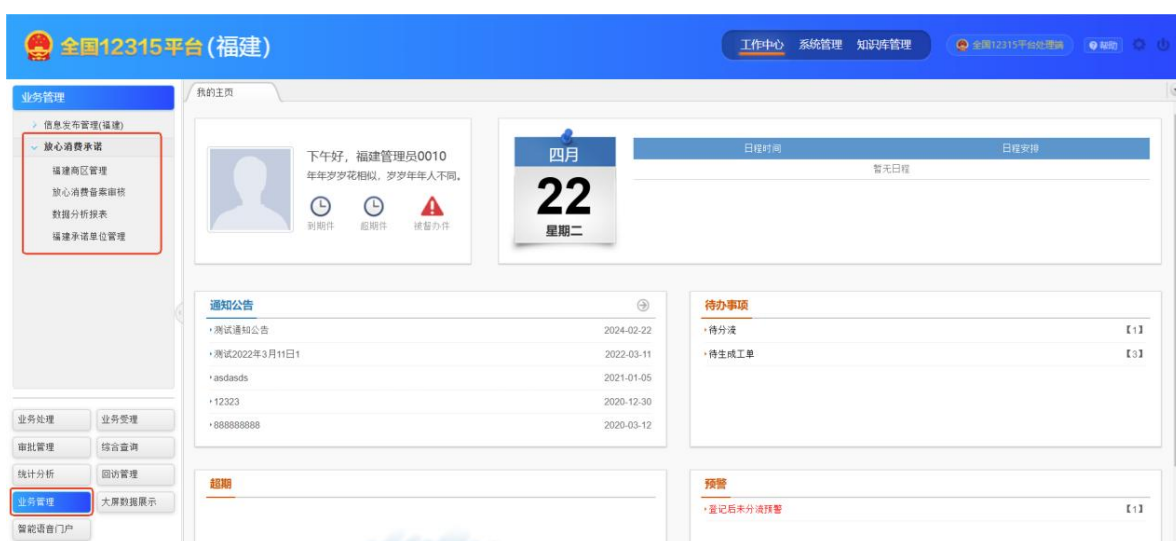 全国12315平台(福建)
工作中心 系统管理 知识库管理
全国12315平台处理端
帮助
业务管理
信息发布管理(福建)
放心消费承诺
福建商区管理
放心消费备案审核
数据分析报表
福建承诺单位管理
业务处理 业务受理
审批管理 综合查询
统计分析 回访管理
业务管理 大屏数据展示
智能语音门户
我的主页
下午好，福建管理员0010
年年岁岁花相似，岁岁年年人不同。
到期件 超期件 被督办件
四月
22
星期二
日程时间 日程安排
暂无日程
通知公告
测试通知公告 2024-02-22
测试2022年3月11日1 2022-03-11
asdasds 2021-01-05
12323 2020-12-30
888888888 2020-03-12
待办事项
待分流 【1】
待生成工单 【3】
超期
预警
登记后未分流预警 【1】